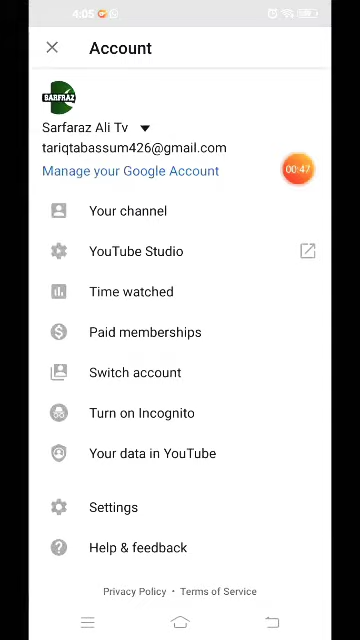 4:05
Account
SARFRAZ
Sarfaraz Ali Tv
tariqtabassum426@gmail.com
Manage your Google Account
00:47
Your channel
YouTube Studio
Time watched
Paid memberships
Switch account
Turn on Incognito
Your data in YouTube
Settings
Help & feedback
Privacy Policy • Terms of Service